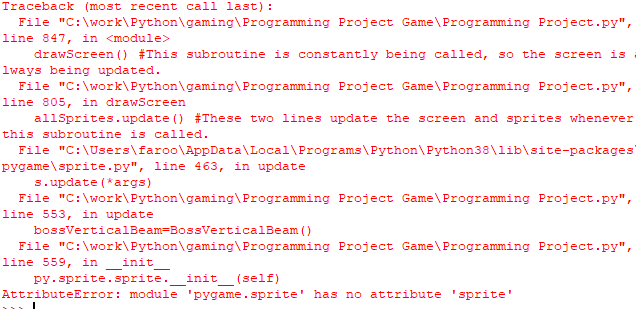 Traceback (most recent call last):
File "C:\work\Python\gaming\Programming Project Game\Programming Project.py",
line 847, in <module>
drawScreen() #This subroutine is constantly being called, so the screen is a
lways being updated.
File "C:\work\Python\gaming\Programming Project Game\Programming Project.py",
line 805, in drawScreen
allSprites.update() #These two lines update the screen and sprites whenever
this subroutine is called.
File "C:\Users\faroo\AppData\Local\Programs\Python\Python38\lib\site-packages\
pygame\sprite.py", line 463, in update
s.update(*args)
File "C:\work\Python\gaming\Programming Project Game\Programming Project.py",
line 553, in update
bossVerticalBeam=BossVerticalBeam()
File "C:\work\Python\gaming\Programming Project Game\Programming Project.py",
line 559, in __init__
py.sprite.sprite.__init__(self)
AttributeError: module 'pygame.sprite' has no attribute 'sprite'
>>>